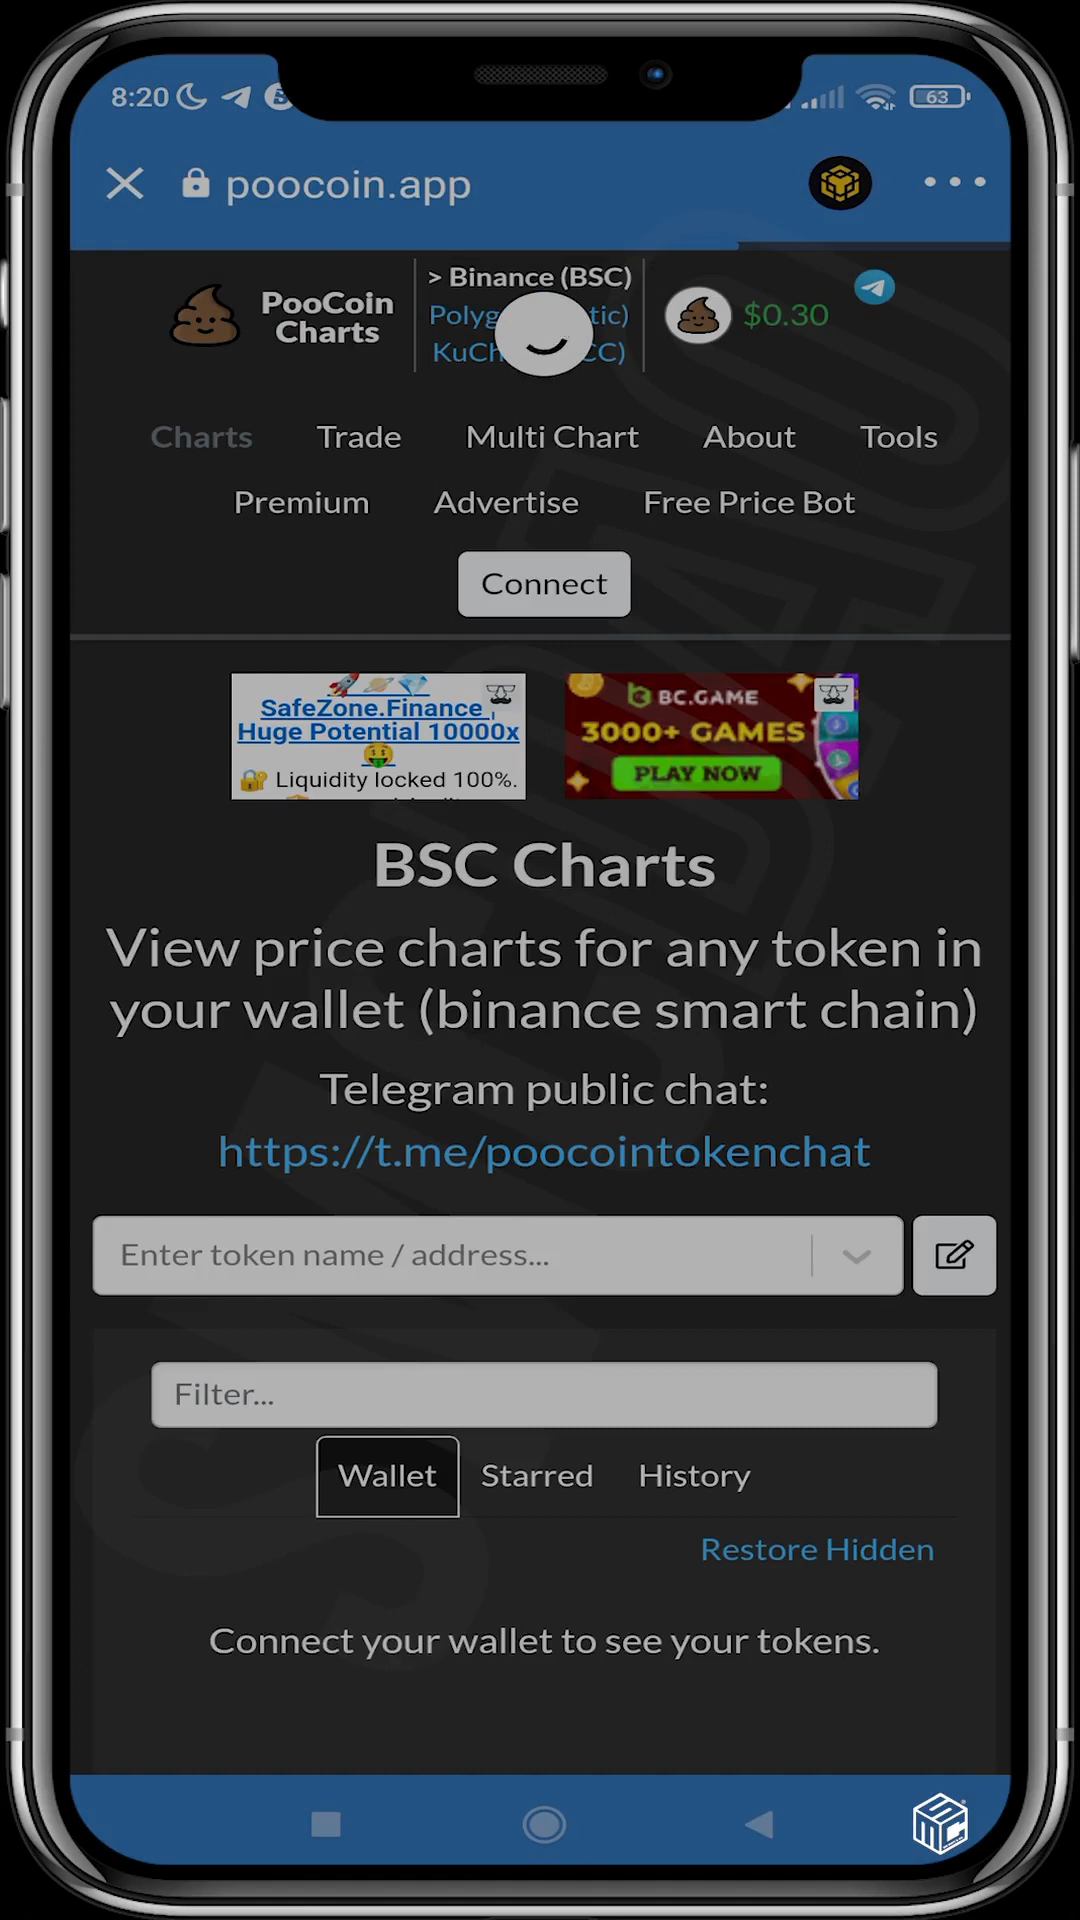 8:20
63
poocoin.app
PooCoin
Charts
> Binance (BSC)
$0.30
Charts
Trade
Multi Chart
About
Tools
Premium
Advertise
Free Price Bot
Connect
SafeZone.Finance
Huge Potential 10000x
Liquidity locked 100%.
BC.GAME
3000+ GAMES
PLAY NOW
BSC Charts
View price charts for any token in
your wallet (binance smart chain)
Telegram public chat:
https://t.me/poocointokenchat
Enter token name / address...
Filter...
Wallet
Starred
History
Restore Hidden
Connect your wallet to see your tokens.